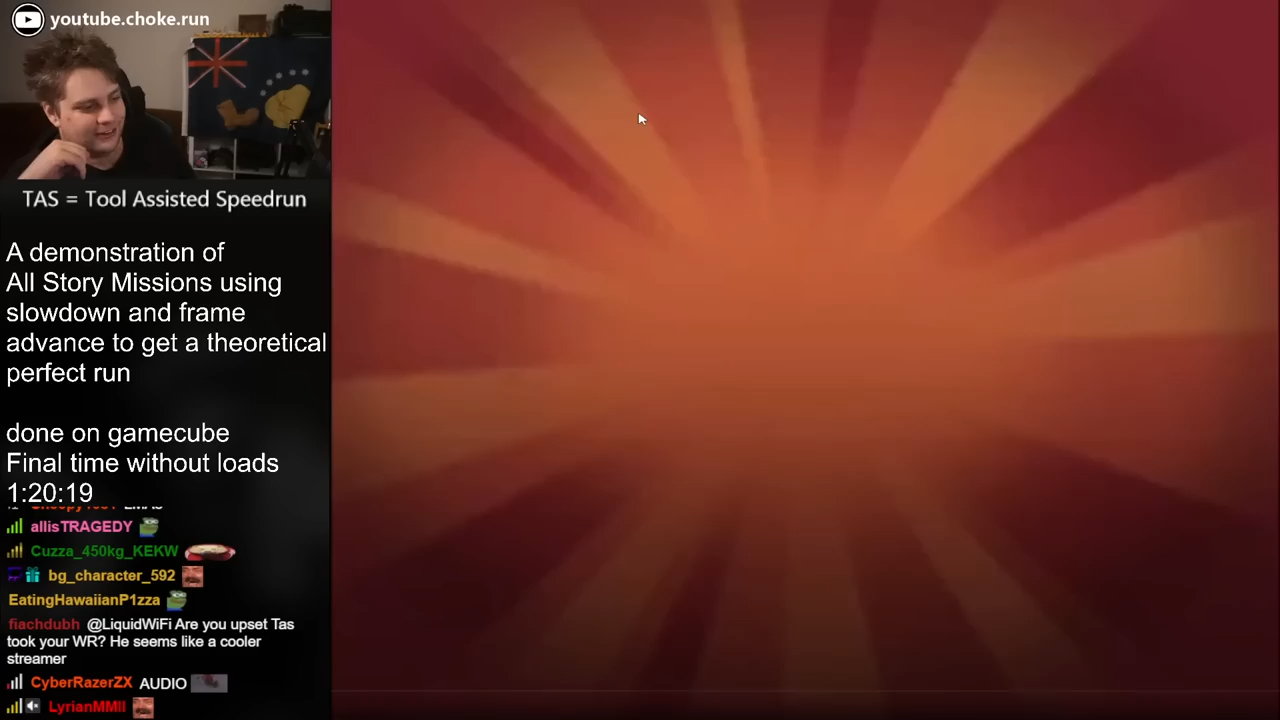 youtube.choke.run
TAS = Tool Assisted Speedrun
A demonstration of
All Story Missions using
slowdown and frame
advance to get a theoretical
perfect run
done on gamecube
Final time without loads
1:20:19
allisTRAGEDY
Cuzza_450kg_KEKW
bg_character_592
EatingHawaiianP1zza
fiachdubh @LiquidWiFi Are you upset Tas
took your WR? He seems like a cooler
streamer
CyberRazerZX AUDIO
LyrianMMII